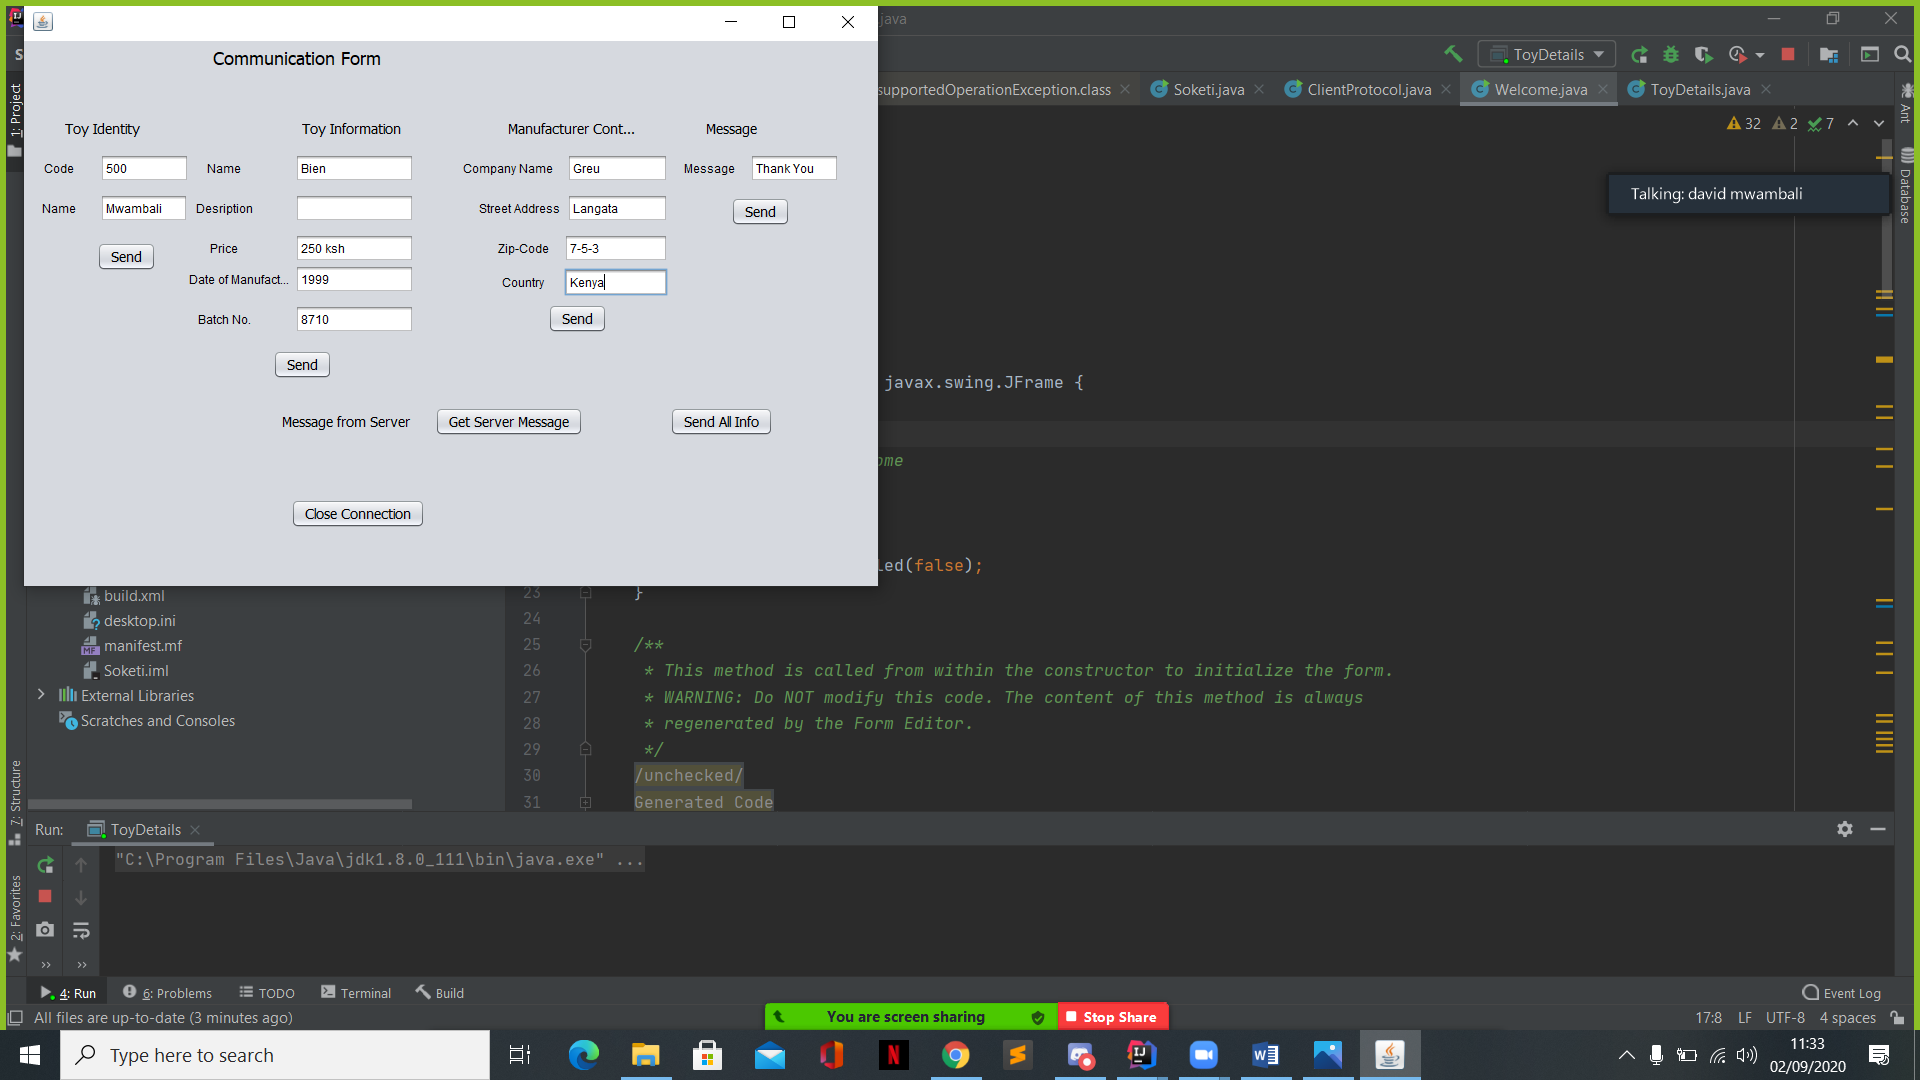 Communication Form
Toy Identity
Toy Information
Manufacturer Cont...
Message
Code 500
Name Bien
Company Name Greu
Message Thank You
Name Mwambali
Desription
Street Address Langata
Send
Send
Price 250 ksh
Zip-Code 7-5-3
Date of Manufact... 1999
Country Kenya
Batch No. 8710
Send
Send
Message from Server
Get Server Message
Send All Info
Close Connection
.java
ToyDetails
supportedOperationException.class
Soketi.java
ClientProtocol.java
Welcome.java
ToyDetails.java
32 2 7
Talking: david mwambali
1: Project
Ant
Database
javax.swing.JFrame {
ome
led(false);
build.xml
desktop.ini
manifest.mf
Soketi.iml
External Libraries
Scratches and Consoles
23 }
24
25 /**
26 * This method is called from within the constructor to initialize the form.
27 * WARNING: Do NOT modify this code. The content of this method is always
28 * regenerated by the Form Editor.
29 */
30 /unchecked/
31 Generated Code
7: Structure
2: Favorites
Run: ToyDetails
"C:\Program Files\Java\jdk1.8.0_111\bin\java.exe" ...
4: Run
6: Problems
TODO
Terminal
Build
Event Log
All files are up-to-date (3 minutes ago)
You are screen sharing
Stop Share
17:8 LF UTF-8 4 spaces
Type here to search
11:33
02/09/2020